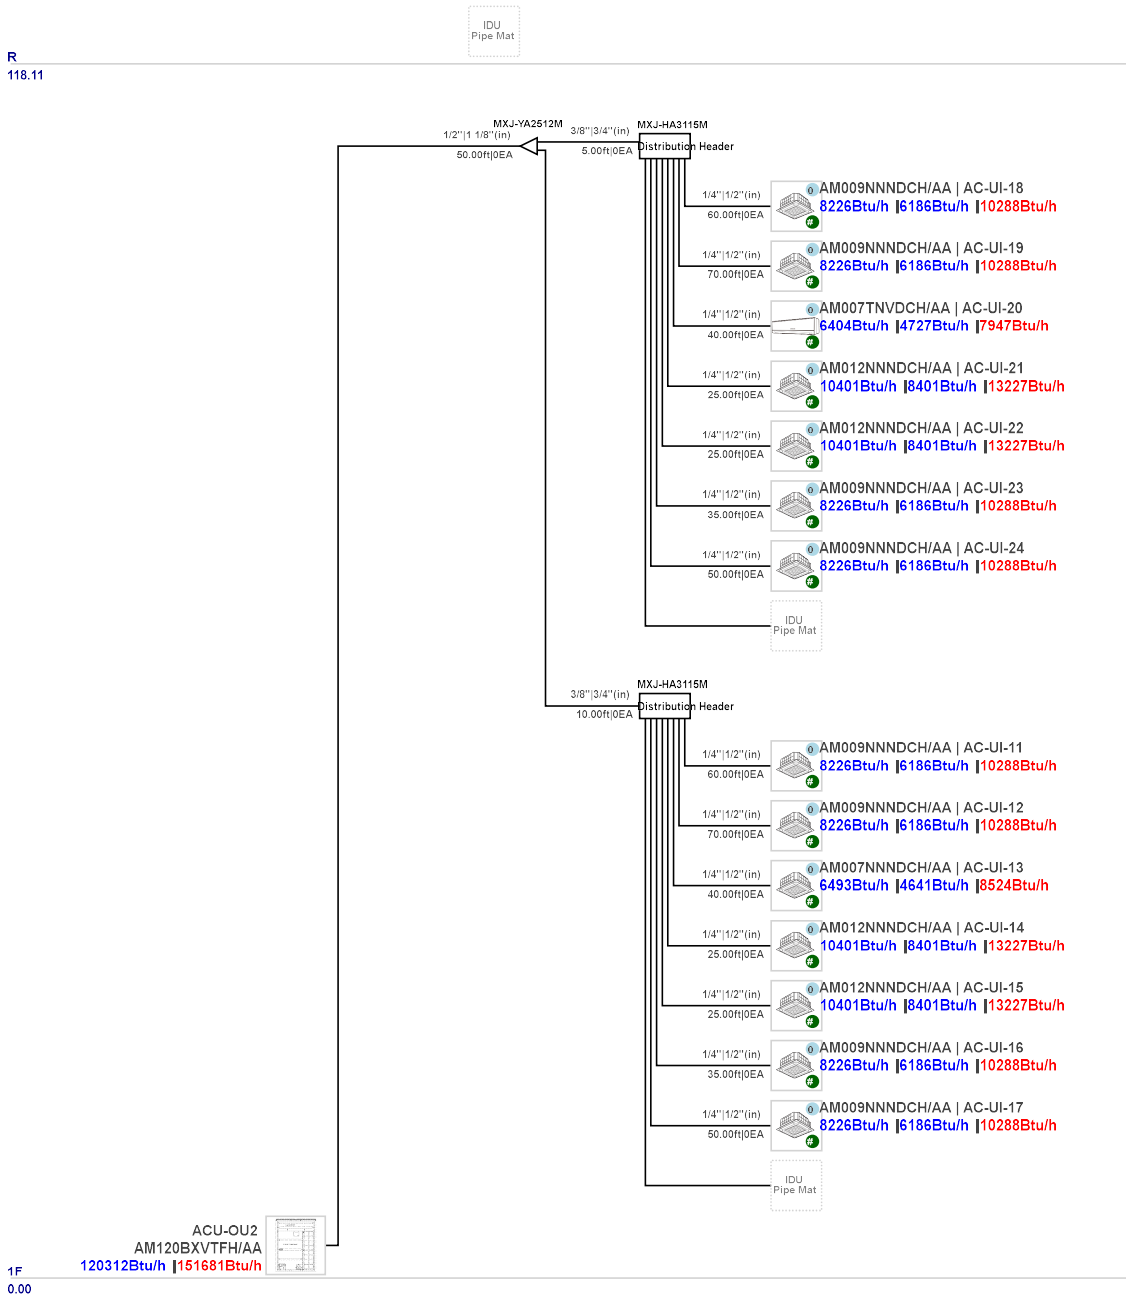 IDU
Pipe Mat
R
118.11
MXJ-YA2512M
1/2"|1 1/8"(in)
50.00ft|0EA
3/8"|3/4"(in)
5.00ft|0EA
MXJ-HA3115M
Distribution Header
1/4"|1/2"(in)
60.00ft|0EA
0
#
AM009NNNDCH/AA | AC-UI-18
8226Btu/h |6186Btu/h |10288Btu/h
1/4"|1/2"(in)
70.00ft|0EA
0
#
AM009NNNDCH/AA | AC-UI-19
8226Btu/h |6186Btu/h |10288Btu/h
1/4"|1/2"(in)
40.00ft|0EA
0
#
AM007TNVDCH/AA | AC-UI-20
6404Btu/h |4727Btu/h |7947Btu/h
1/4"|1/2"(in)
25.00ft|0EA
0
#
AM012NNNDCH/AA | AC-UI-21
10401Btu/h |8401Btu/h |13227Btu/h
1/4"|1/2"(in)
25.00ft|0EA
0
#
AM012NNNDCH/AA | AC-UI-22
10401Btu/h |8401Btu/h |13227Btu/h
1/4"|1/2"(in)
35.00ft|0EA
0
#
AM009NNNDCH/AA | AC-UI-23
8226Btu/h |6186Btu/h |10288Btu/h
1/4"|1/2"(in)
50.00ft|0EA
0
#
AM009NNNDCH/AA | AC-UI-24
8226Btu/h |6186Btu/h |10288Btu/h
IDU
Pipe Mat
3/8"|3/4"(in)
10.00ft|0EA
MXJ-HA3115M
Distribution Header
1/4"|1/2"(in)
60.00ft|0EA
0
#
AM009NNNDCH/AA | AC-UI-11
8226Btu/h |6186Btu/h |10288Btu/h
1/4"|1/2"(in)
70.00ft|0EA
0
#
AM009NNNDCH/AA | AC-UI-12
8226Btu/h |6186Btu/h |10288Btu/h
1/4"|1/2"(in)
40.00ft|0EA
0
#
AM007NNNDCH/AA | AC-UI-13
6493Btu/h |4641Btu/h |8524Btu/h
1/4"|1/2"(in)
25.00ft|0EA
0
#
AM012NNNDCH/AA | AC-UI-14
10401Btu/h |8401Btu/h |13227Btu/h
1/4"|1/2"(in)
25.00ft|0EA
0
#
AM012NNNDCH/AA | AC-UI-15
10401Btu/h |8401Btu/h |13227Btu/h
1/4"|1/2"(in)
35.00ft|0EA
0
#
AM009NNNDCH/AA | AC-UI-16
8226Btu/h |6186Btu/h |10288Btu/h
1/4"|1/2"(in)
50.00ft|0EA
0
#
AM009NNNDCH/AA | AC-UI-17
8226Btu/h |6186Btu/h |10288Btu/h
IDU
Pipe Mat
ACU-OU2
AM120BXVTFH/AA
120312Btu/h |151681Btu/h
1F
0.00